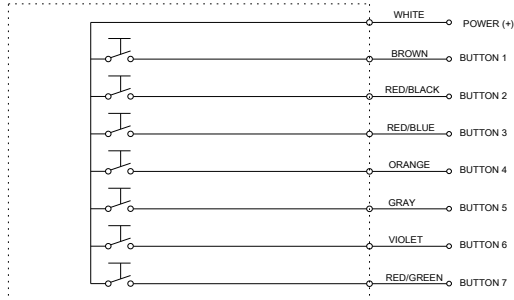 WHITE POWER (+)
BROWN BUTTON 1
RED/BLACK BUTTON 2
RED/BLUE BUTTON 3
ORANGE BUTTON 4
GRAY BUTTON 5
VIOLET BUTTON 6
RED/GREEN BUTTON 7